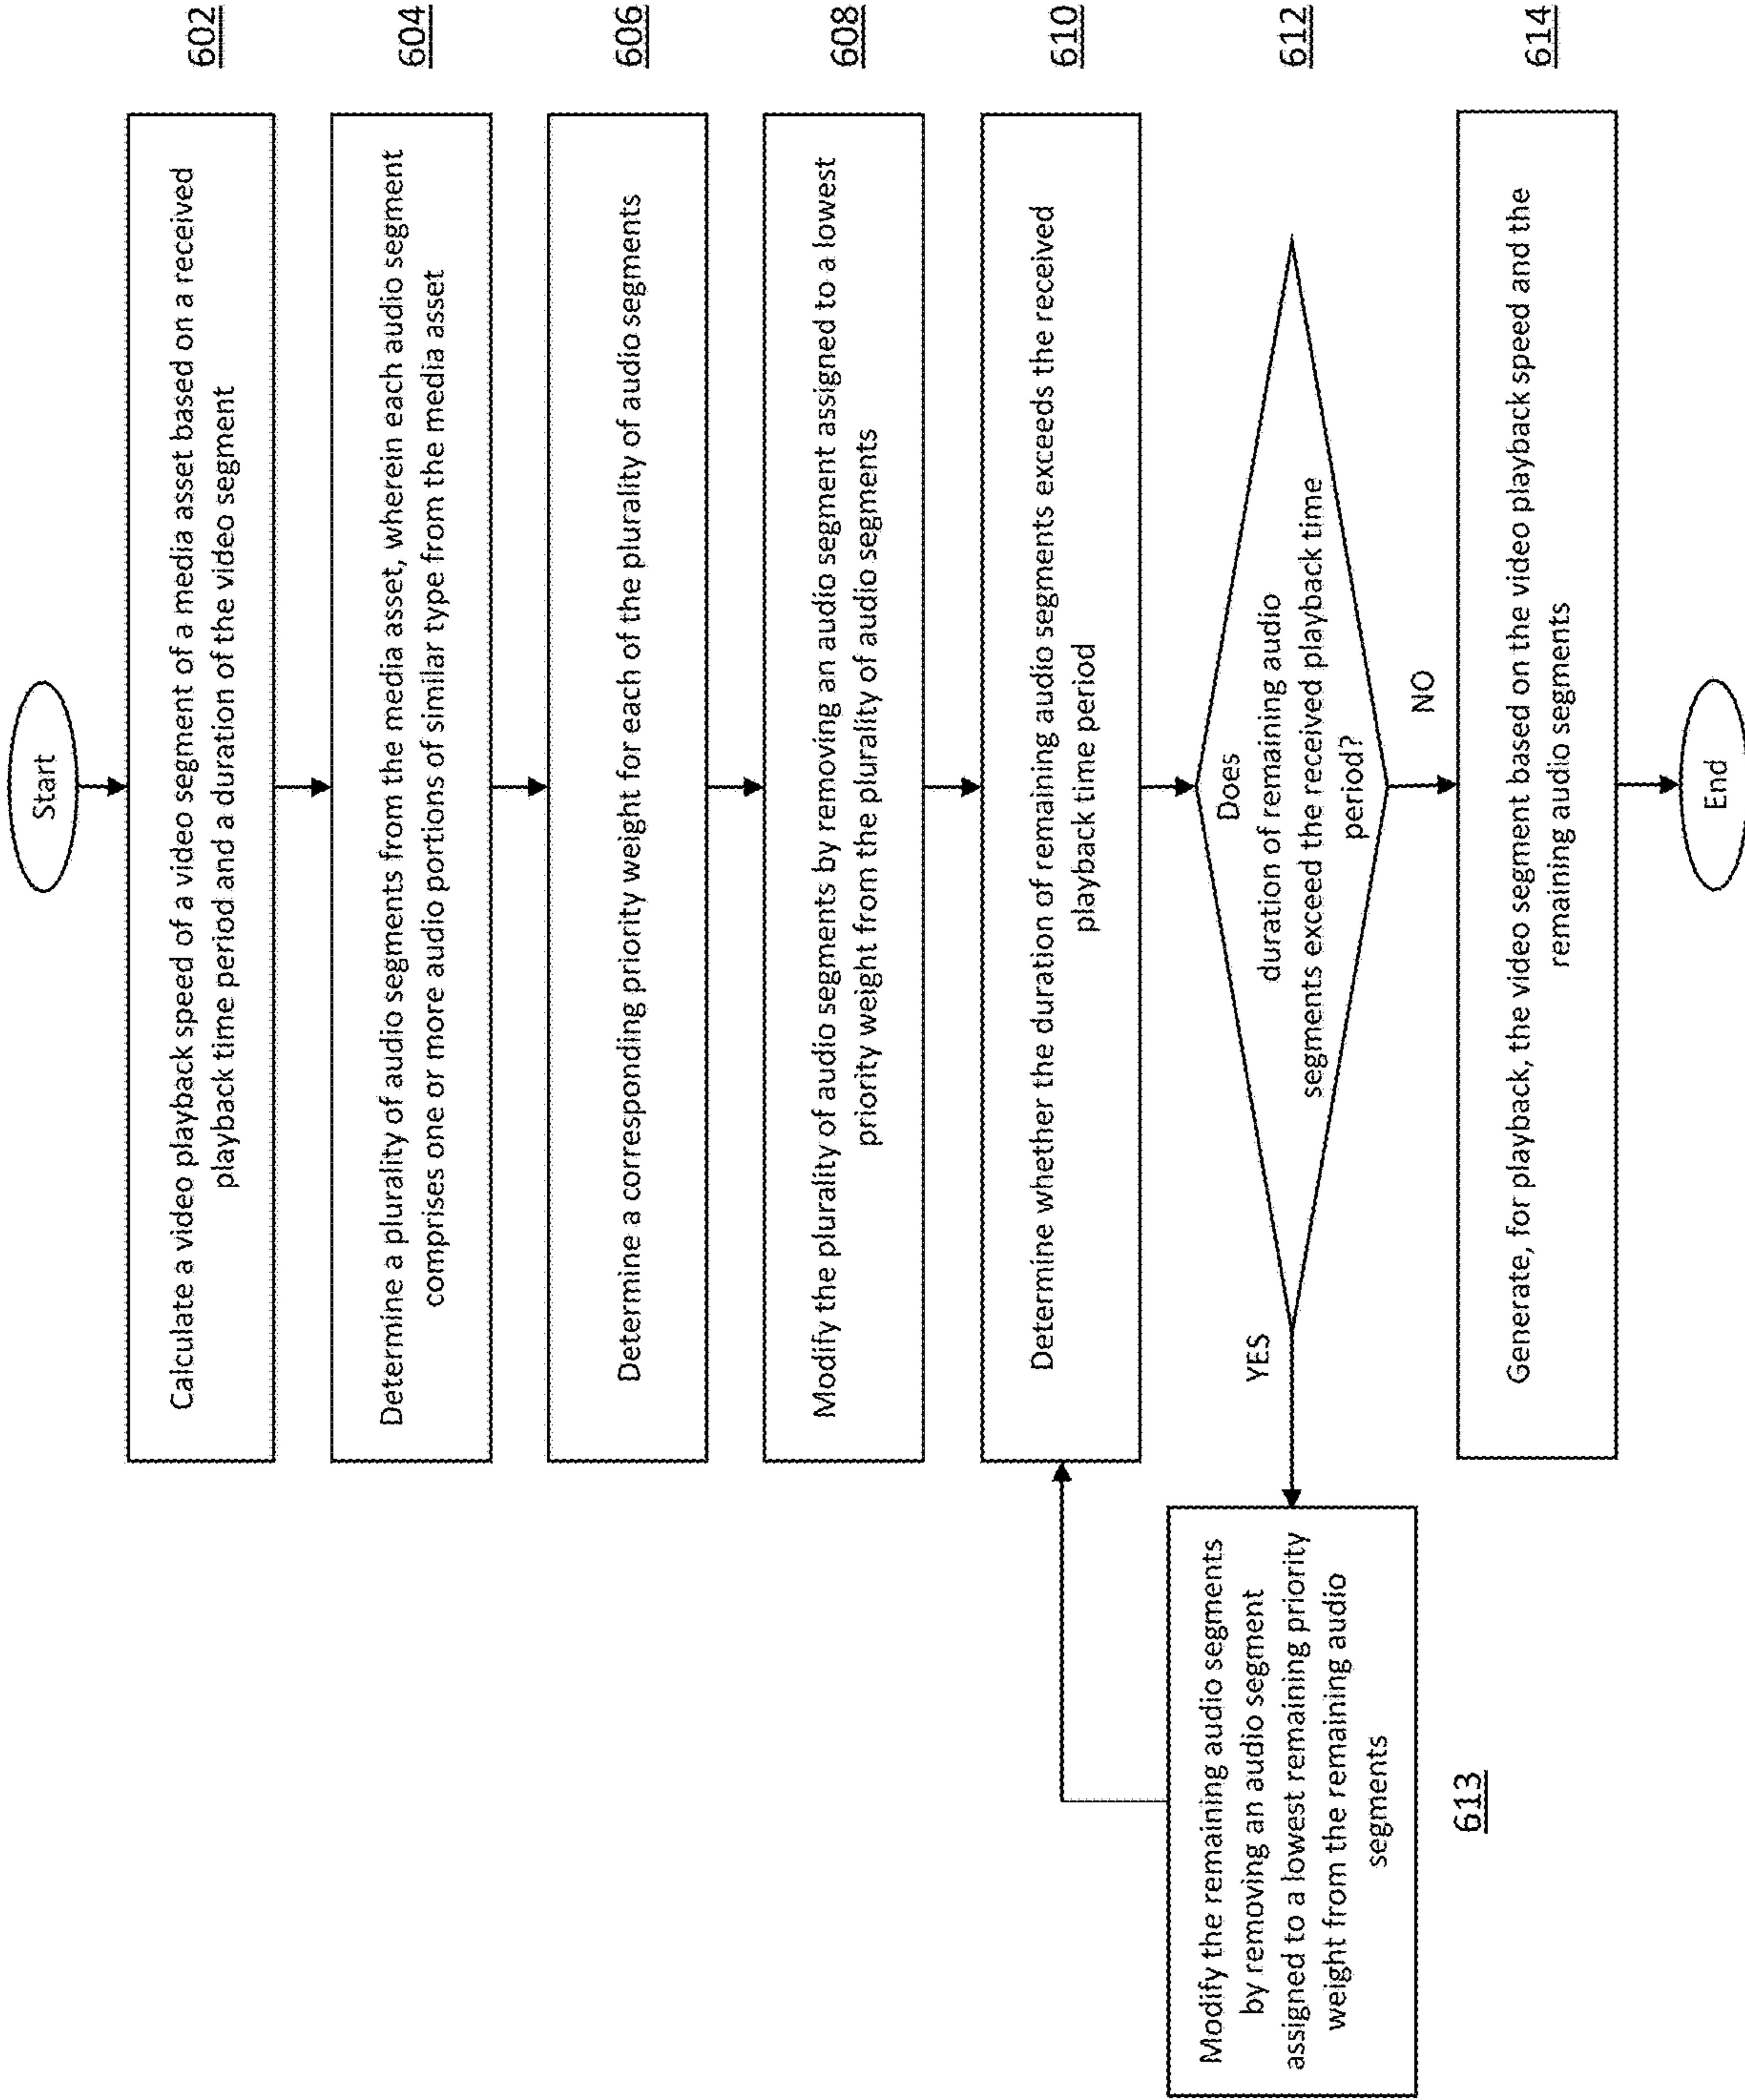 Start
Calculate a video playback speed of a video segment of a media asset based on a received
playback time period and a duration of the video segment
602
Determine a plurality of audio segments from the media asset, wherein each audio segment
comprises one or more audio portions of similar type from the media asset
604
Determine a corresponding priority weight for each of the plurality of audio segments
606
Modify the plurality of audio segments by removing an audio segment assigned to a lowest
priority weight from the plurality of audio segments
608
Determine whether the duration of remaining audio segments exceeds the received
playback time period
610
Does
duration of remaining audio
segments exceed the received playback time
period?
612
YES
NO
Modify the remaining audio segments
by removing an audio segment
assigned to a lowest remaining priority
weight from the remaining audio
segments
613
Generate, for playback, the video segment based on the video playback speed and the
remaining audio segments
614
End